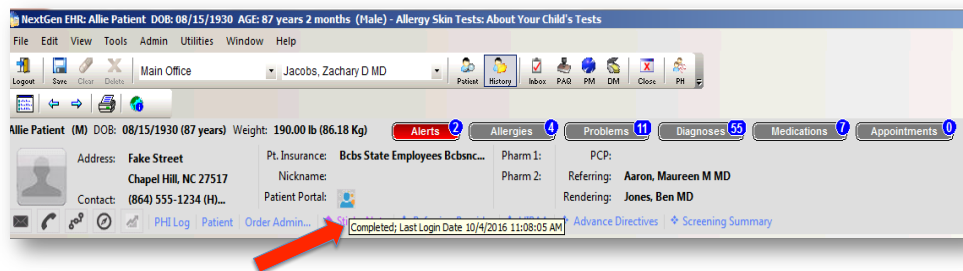 NextGen EHR: Allie Patient DOB: 08/15/1930 AGE: 87 years 2 months (Male) - Allergy Skin Tests: About Your Child's Tests
File Edit View Tools Admin Utilities Window Help
Main Office Jacobs, Zachary D MD
Logout Save Clear Delete Patient History Inbox PAQ PM DM Close PH
Allie Patient (M) DOB: 08/15/1930 (87 years) Weight: 190.00 lb (86.18 Kg) Alerts 2 Allergies 4 Problems 11 Diagnoses 55 Medications 7 Appointments 0
Address: Fake Street Pt. Insurance: Bcbs State Employees Bcbsnc... Pharm 1: PCP:
Chapel Hill, NC 27517 Nickname: Pharm 2: Referring: Aaron, Maureen M MD
Contact: (864) 555-1234 (H)... Patient Portal: Rendering: Jones, Ben MD
PHI Log Patient Order Admin... Advance Directives Screening Summary
Completed; Last Login Date 10/4/2016 11:08:05 AM